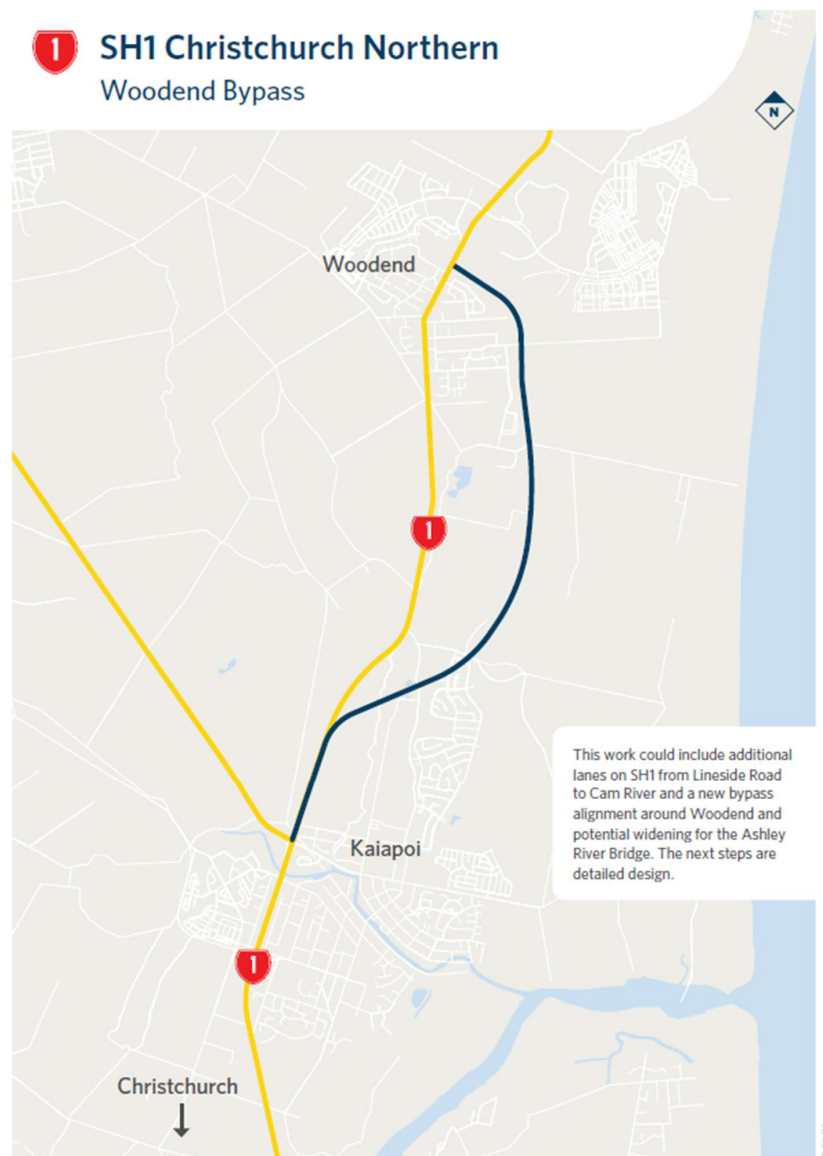 1
SH1 Christchurch Northern
Woodend Bypass
N
Woodend
1
This work could include additional
lanes on SH1 from Lineside Road
to Cam River and a new bypass
alignment around Woodend and
potential widening for the Ashley
River Bridge. The next steps are
detailed design.
Kaiapoi
1
Christchurch